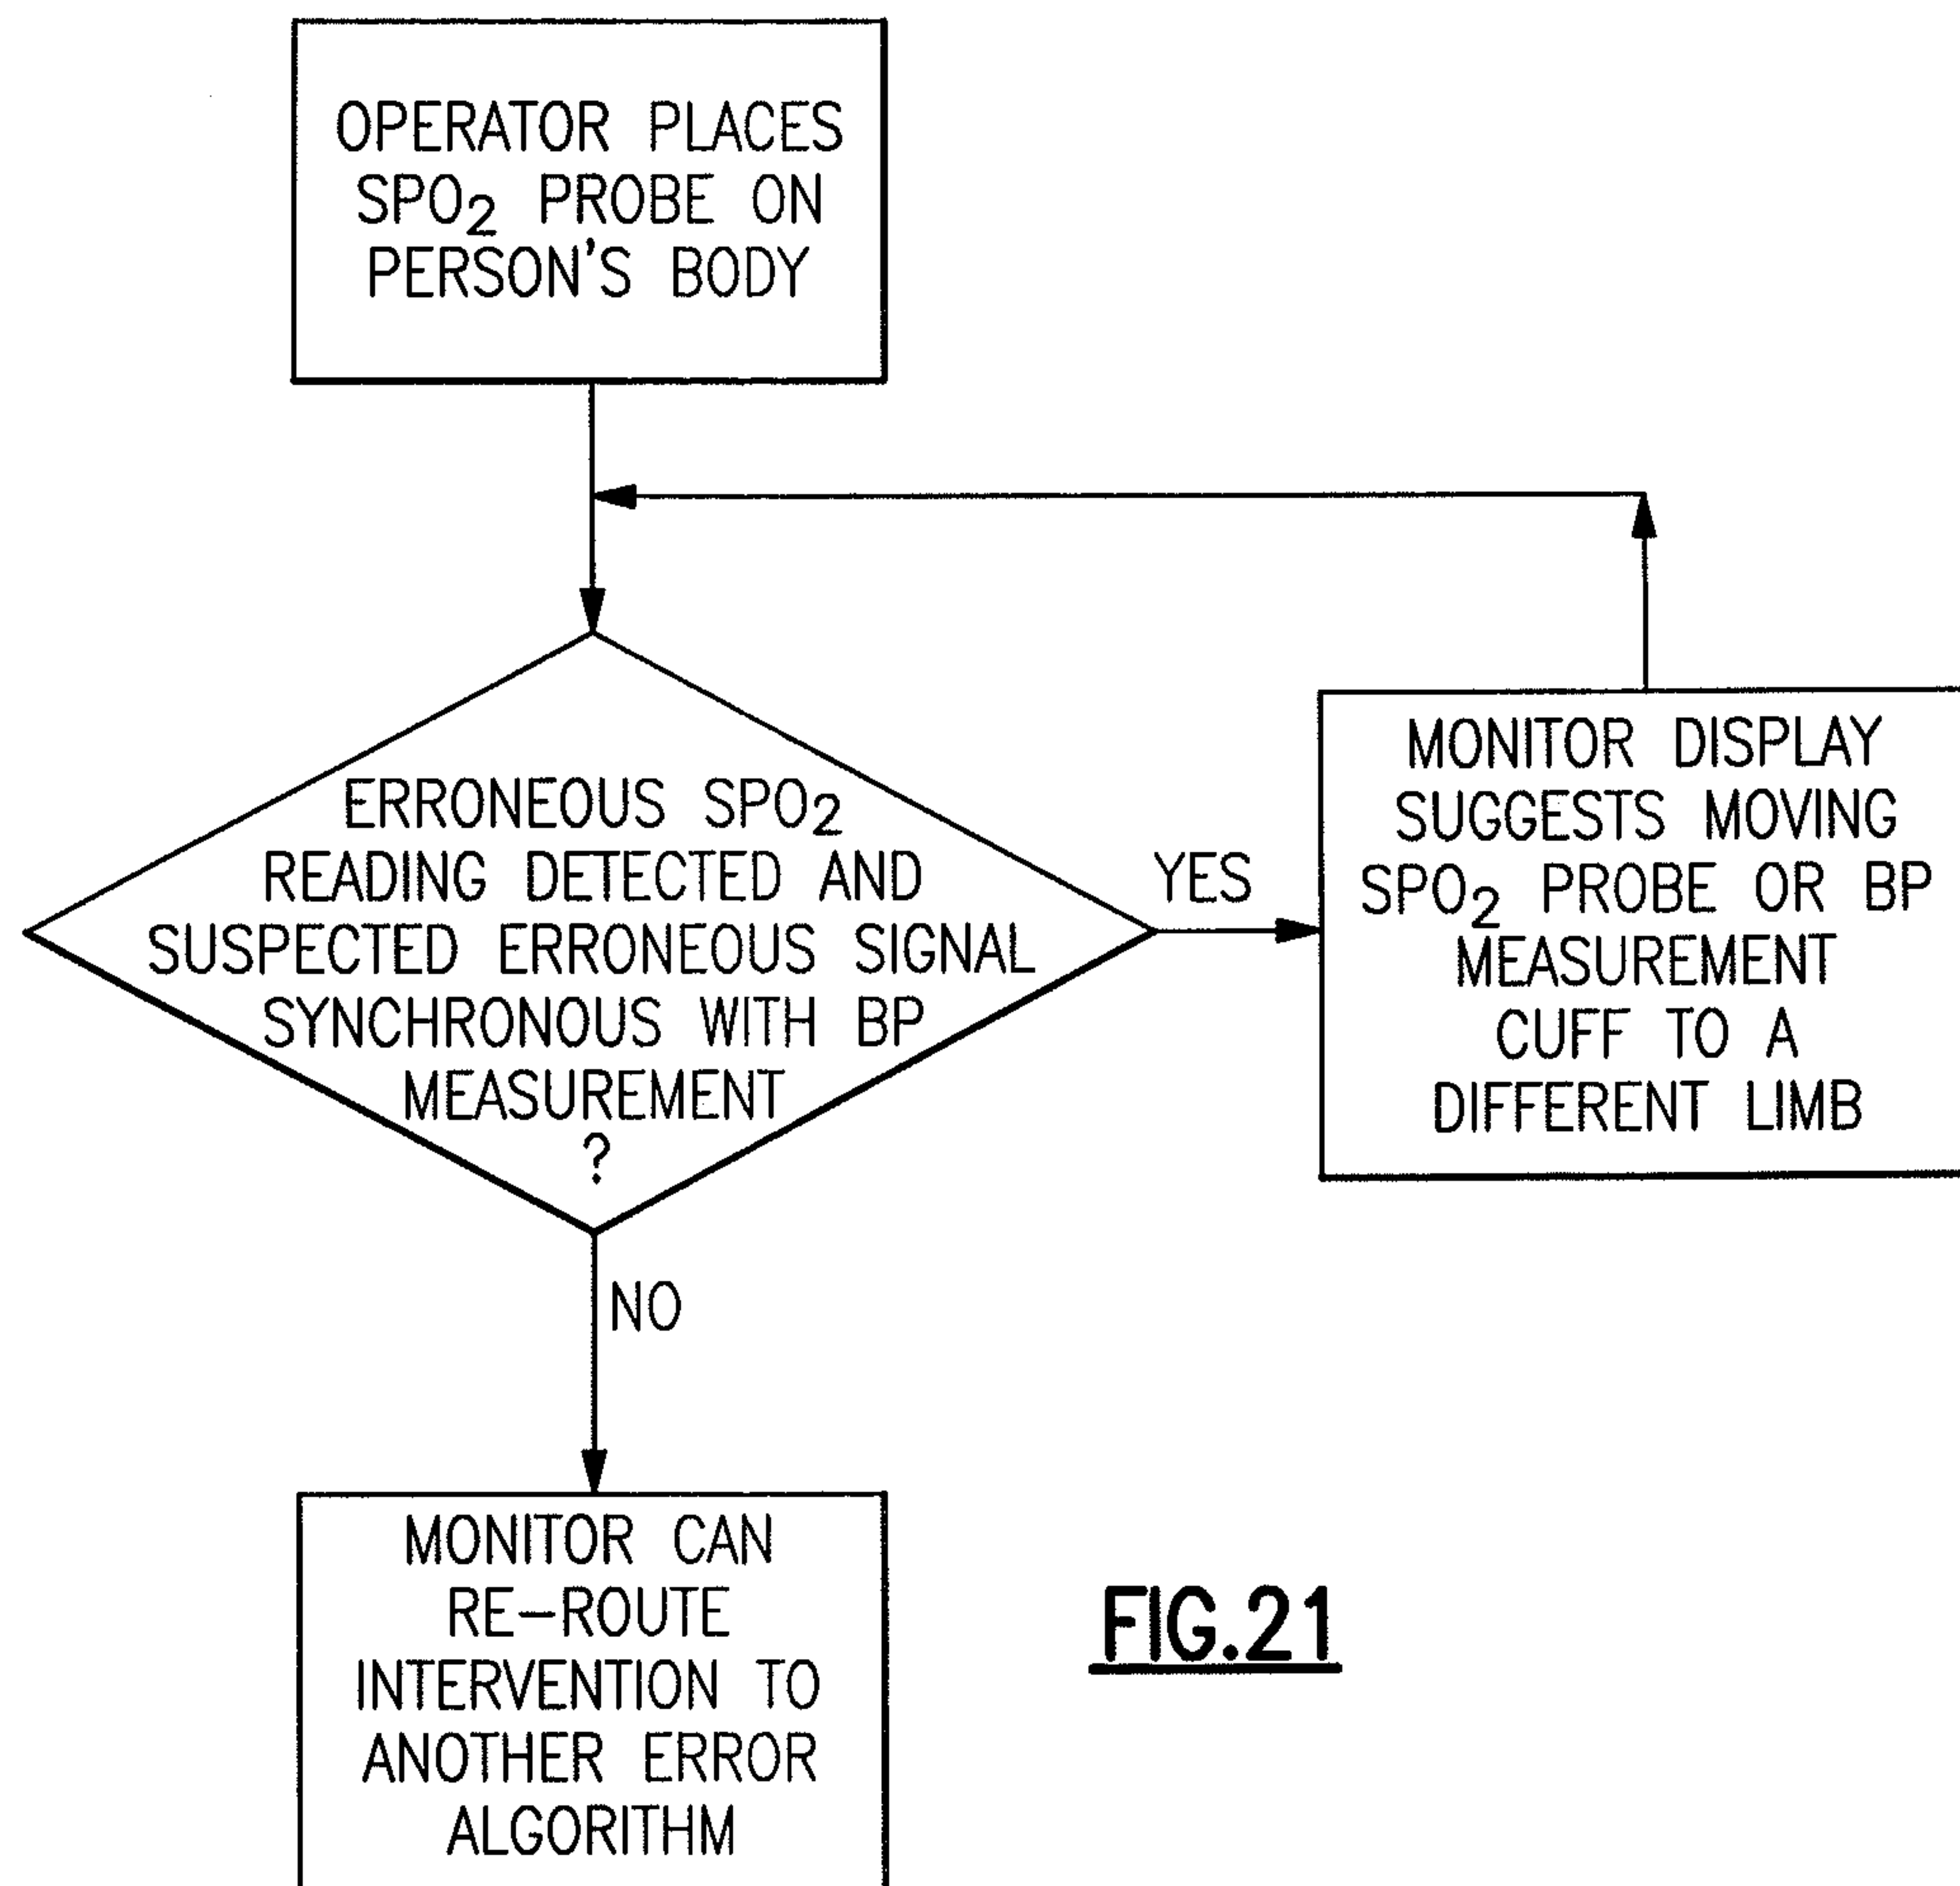 OPERATOR PLACES
SPO₂ PROBE ON
PERSON'S BODY
ERRONEOUS SPO₂
READING DETECTED AND
SUSPECTED ERRONEOUS SIGNAL
SYNCHRONOUS WITH BP
MEASUREMENT
?
YES
MONITOR DISPLAY
SUGGESTS MOVING
SPO₂ PROBE OR BP
MEASUREMENT
CUFF TO A
DIFFERENT LIMB
NO
MONITOR CAN
RE-ROUTE
INTERVENTION TO
ANOTHER ERROR
ALGORITHM
FIG.21